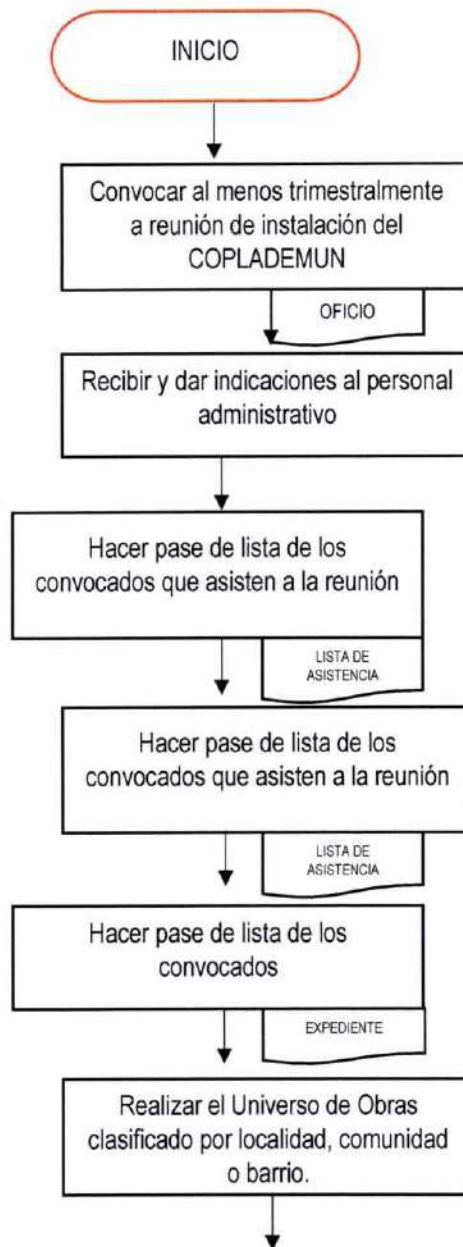 INICIO
Convocar al menos trimestralmente
a reunión de instalación del
COPLADEMUN
OFICIO
Recibir y dar indicaciones al personal
administrativo
Hacer pase de lista de los
convocados que asisten a la reunión
LISTA DE
ASISTENCIA
Hacer pase de lista de los
convocados que asisten a la reunión
LISTA DE
ASISTENCIA
Hacer pase de lista de los
convocados
EXPEDIENTE
Realizar el Universo de Obras
clasificado por localidad, comunidad
o barrio.